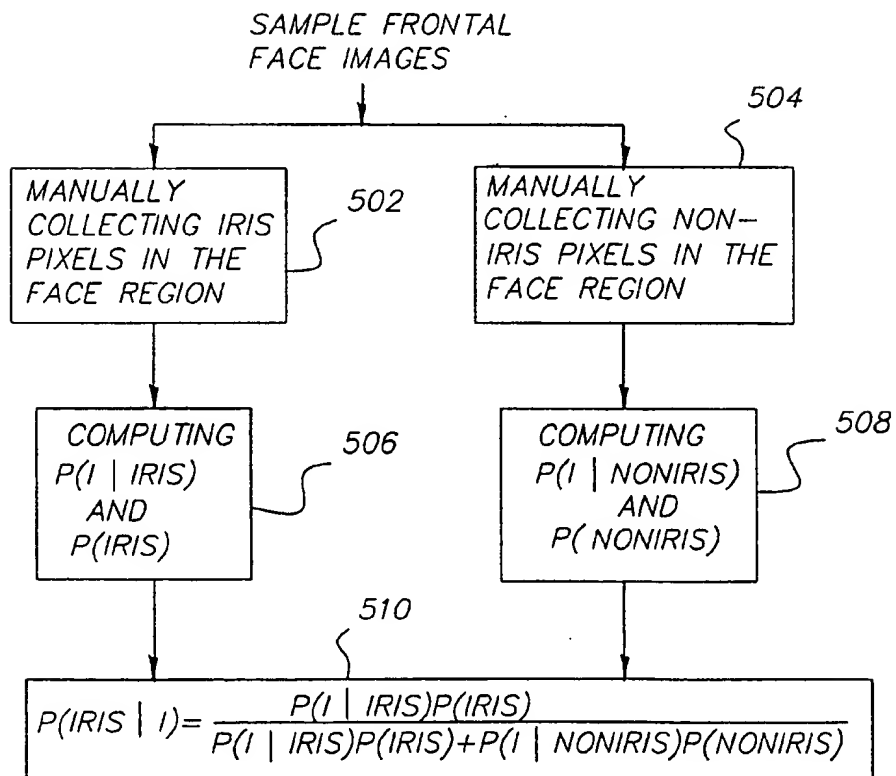 SAMPLE FRONTAL
FACE IMAGES
504
MANUALLY
COLLECTING IRIS
PIXELS IN THE
FACE REGION
502
MANUALLY
COLLECTING NON-
IRIS PIXELS IN THE
FACE REGION
COMPUTING
P(I | IRIS)
AND
P(IRIS)
506
COMPUTING
P(I | NONIRIS)
AND
P(NONIRIS)
508
510
P(IRIS | I)= P(I | IRIS)P(IRIS)
P(I | IRIS)P(IRIS)+P(I | NONIRIS)P(NONIRIS)